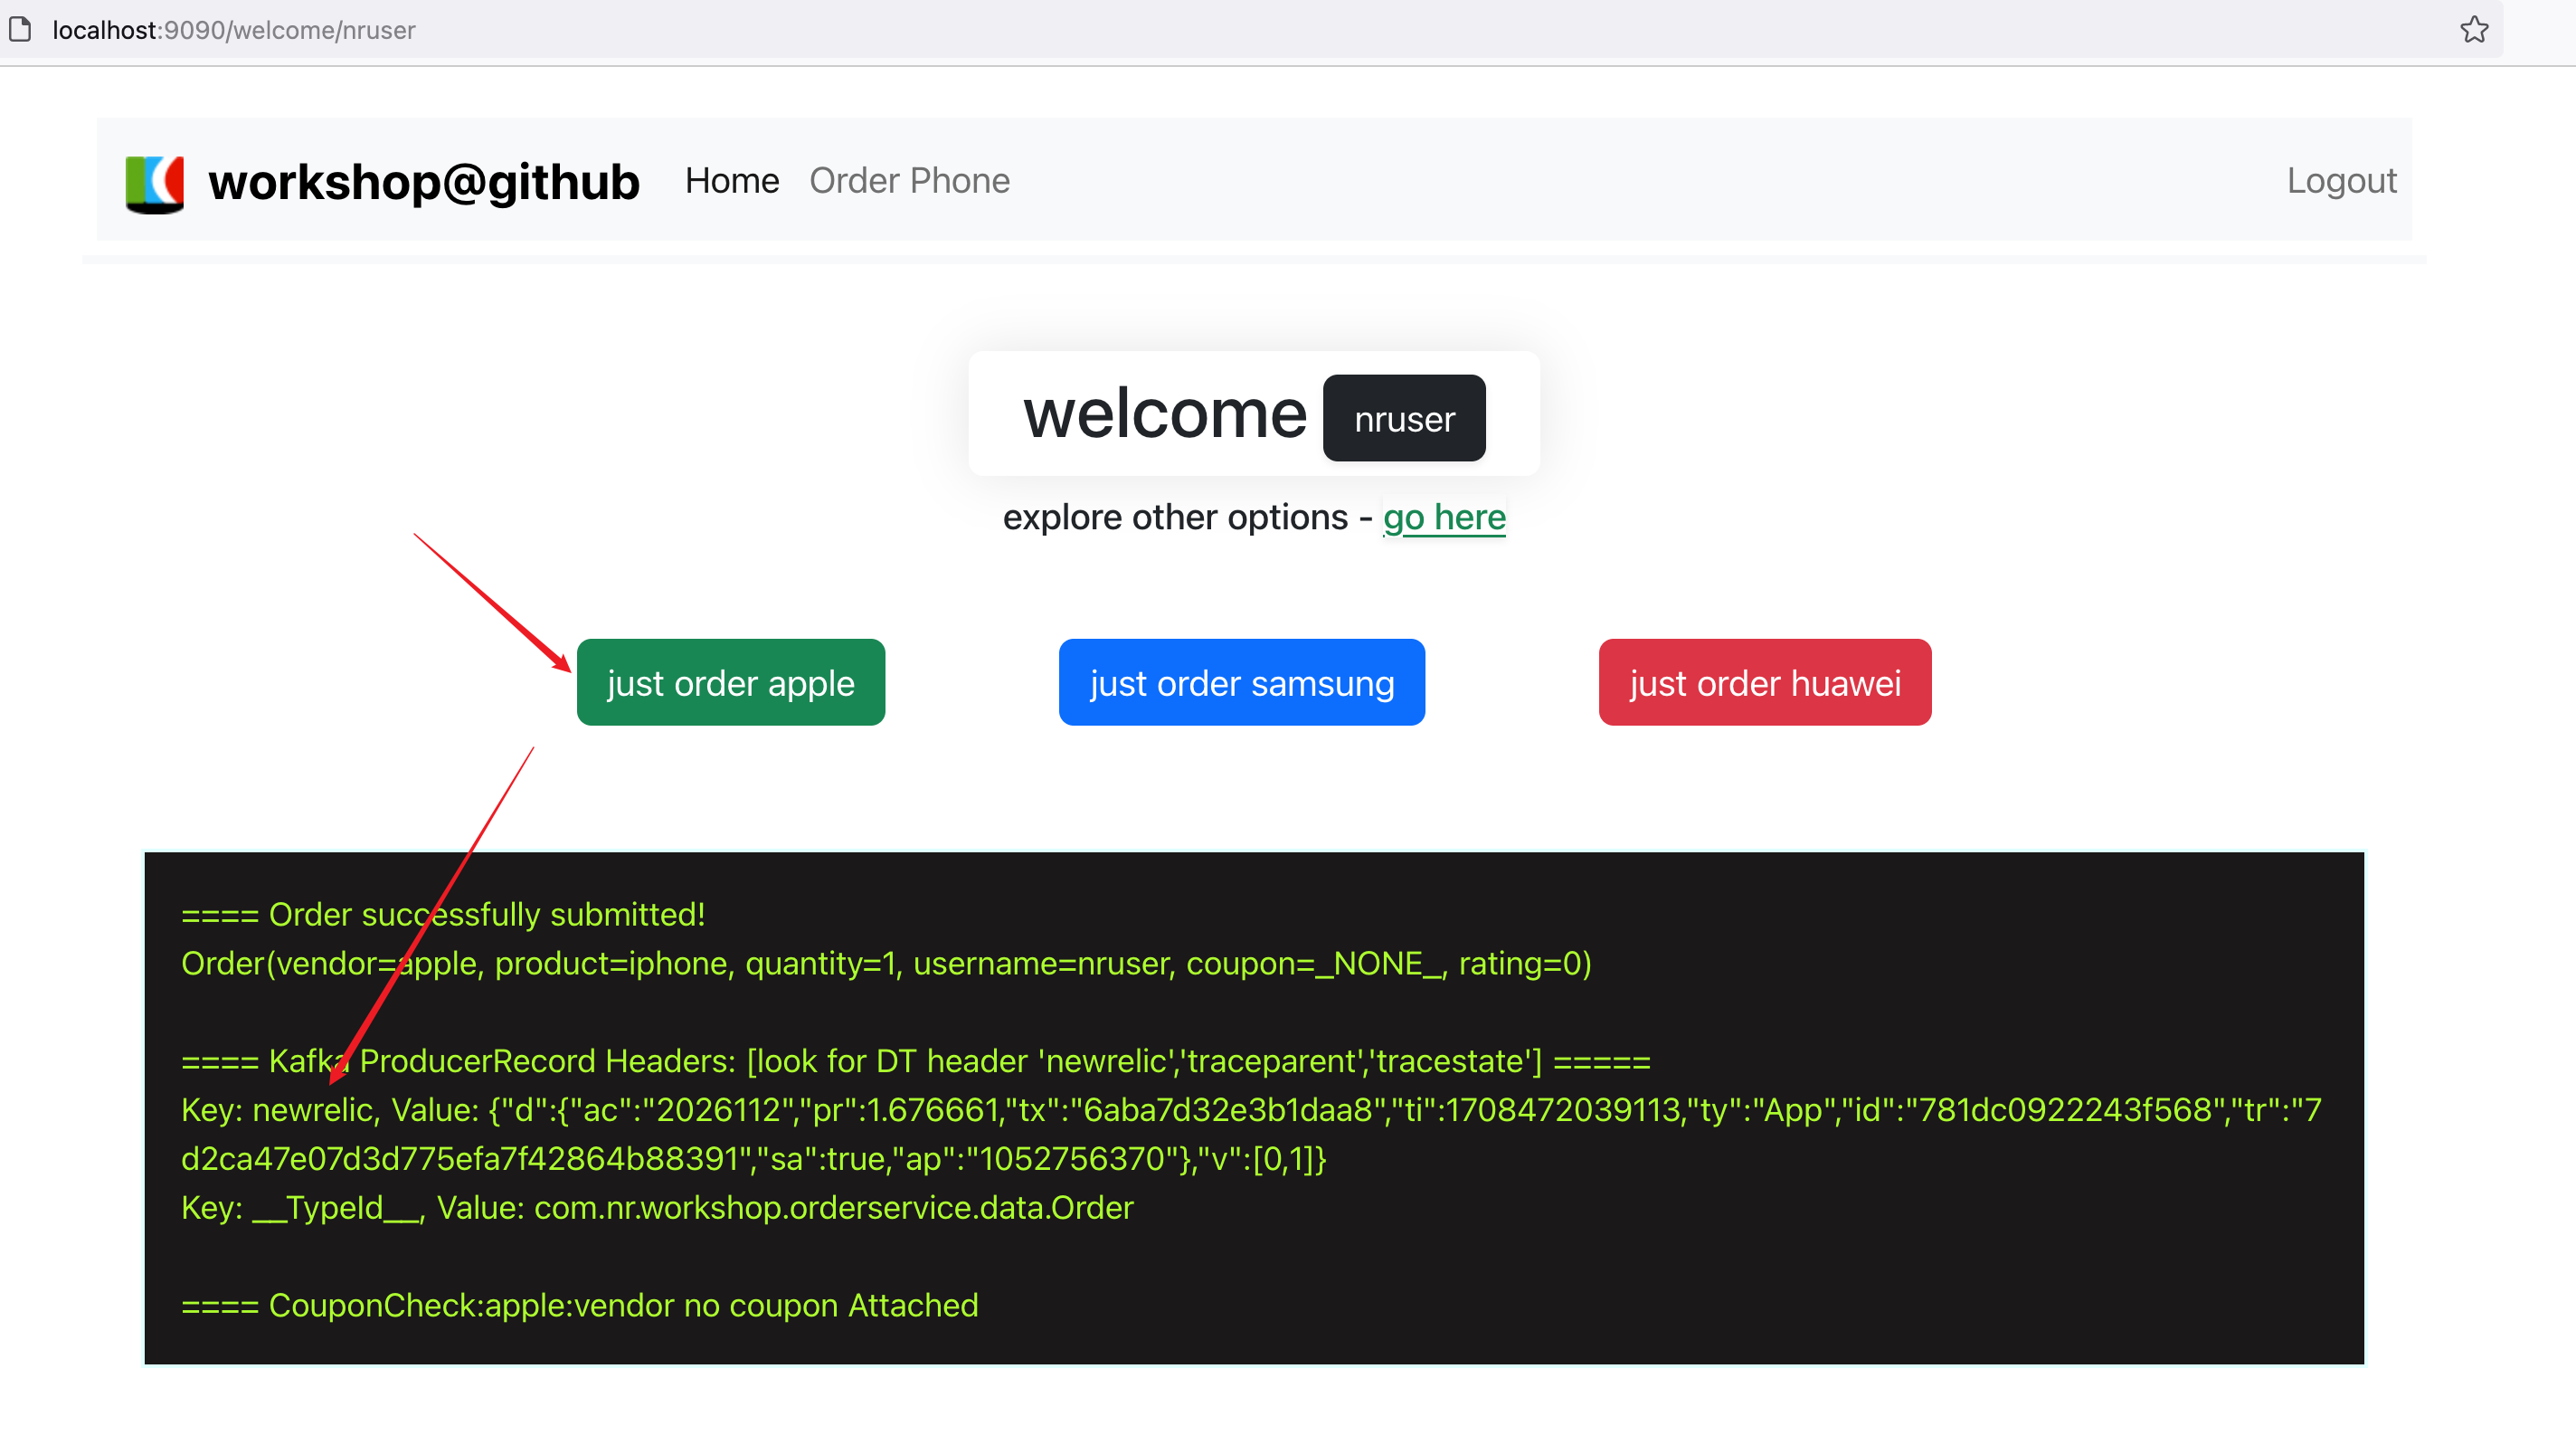 localhost:9090/welcome/nruser
workshop@github Home Order Phone Logout
welcome nruser
explore other options - go here
just order apple just order samsung just order huawei
==== Order successfully submitted!
Order(vendor=apple, product=iphone, quantity=1, username=nruser, coupon=_NONE_, rating=0)
==== Kafka ProducerRecord Headers: [look for DT header 'newrelic','traceparent','tracestate'] =====
Key: newrelic, Value: {"d":{"ac":"2026112","pr":1.676661,"tx":"6aba7d32e3b1daa8","ti":1708472039113,"ty":"App","id":"781dc0922243f568","tr":"7
d2ca47e07d3d775efa7f42864b88391","sa":true,"ap":"1052756370"},"v":[0,1]}
Key: __TypeId__, Value: com.nr.workshop.orderservice.data.Order
==== CouponCheck:apple:vendor no coupon Attached